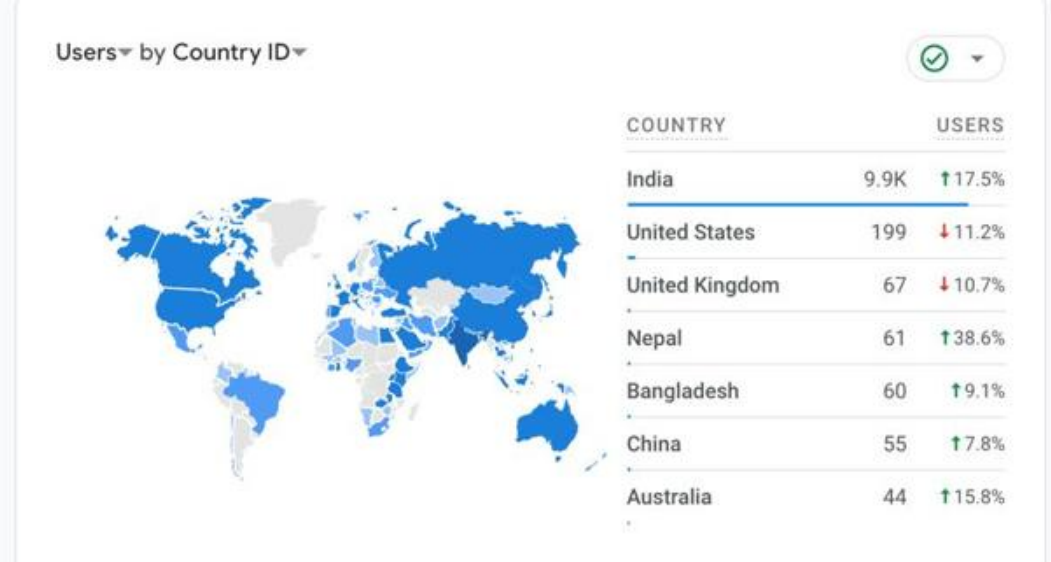 Users by Country ID
COUNTRY USERS
India 9.9K ↑17.5%
United States 199 ↓11.2%
United Kingdom 67 ↓10.7%
Nepal 61 ↑38.6%
Bangladesh 60 ↑9.1%
China 55 ↑7.8%
Australia 44 ↑15.8%